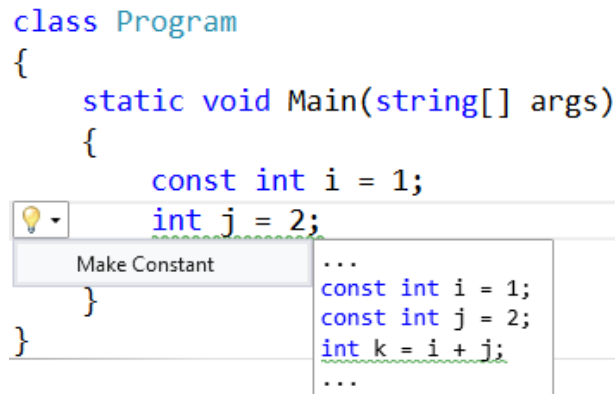 class Program
{
static void Main(string[] args)
{
const int i = 1;
int j = 2;
Make Constant
}
}
...
const int i = 1;
const int j = 2;
int k = i + j;
...